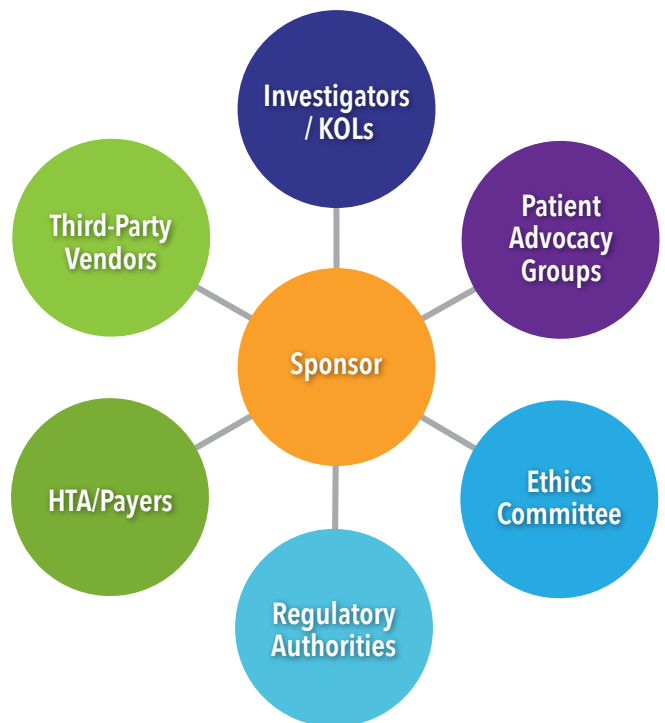 Investigators
/ KOLs
Third-Party
Vendors
Patient
Advocacy
Groups
Sponsor
HTA/Payers
Ethics
Committee
Regulatory
Authorities